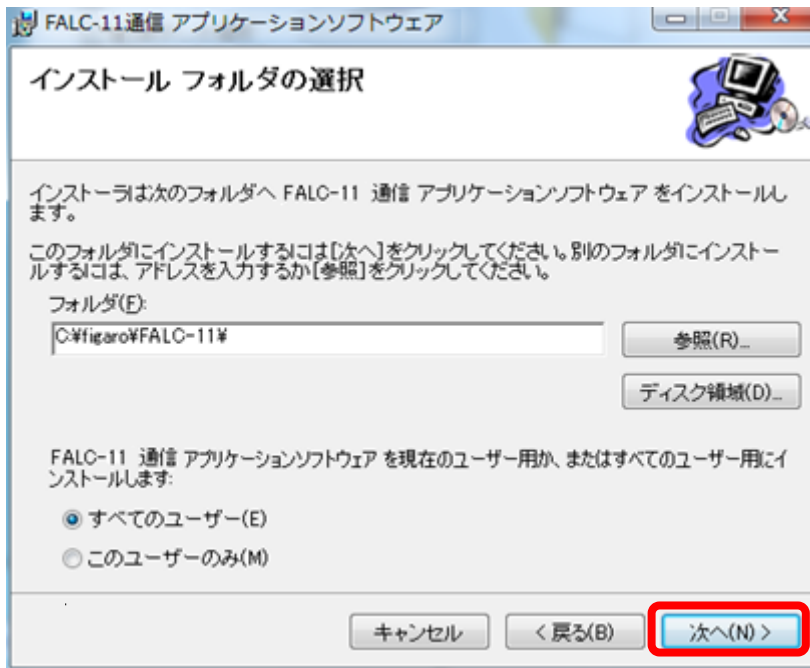 FALC-11通信 アプリケーションソフトウェア
インストール フォルダの選択
インストーラは次のフォルダへ FALC-11 通信 アプリケーションソフトウェア をインストールし
ます。
このフォルダにインストールするには[次へ]をクリックしてください。別のフォルダにインストー
ルするには、アドレスを入力するか[参照]をクリックしてください。
フォルダ(F):
C:¥figaro¥FALC-11¥
参照(R)...
ディスク領域(D)...
FALC-11 通信 アプリケーションソフトウェア を現在のユーザー用か、またはすべてのユーザー用にイ
ンストールします:
すべてのユーザー(E)
このユーザーのみ(M)
キャンセル
< 戻る(B)
次へ(N) >